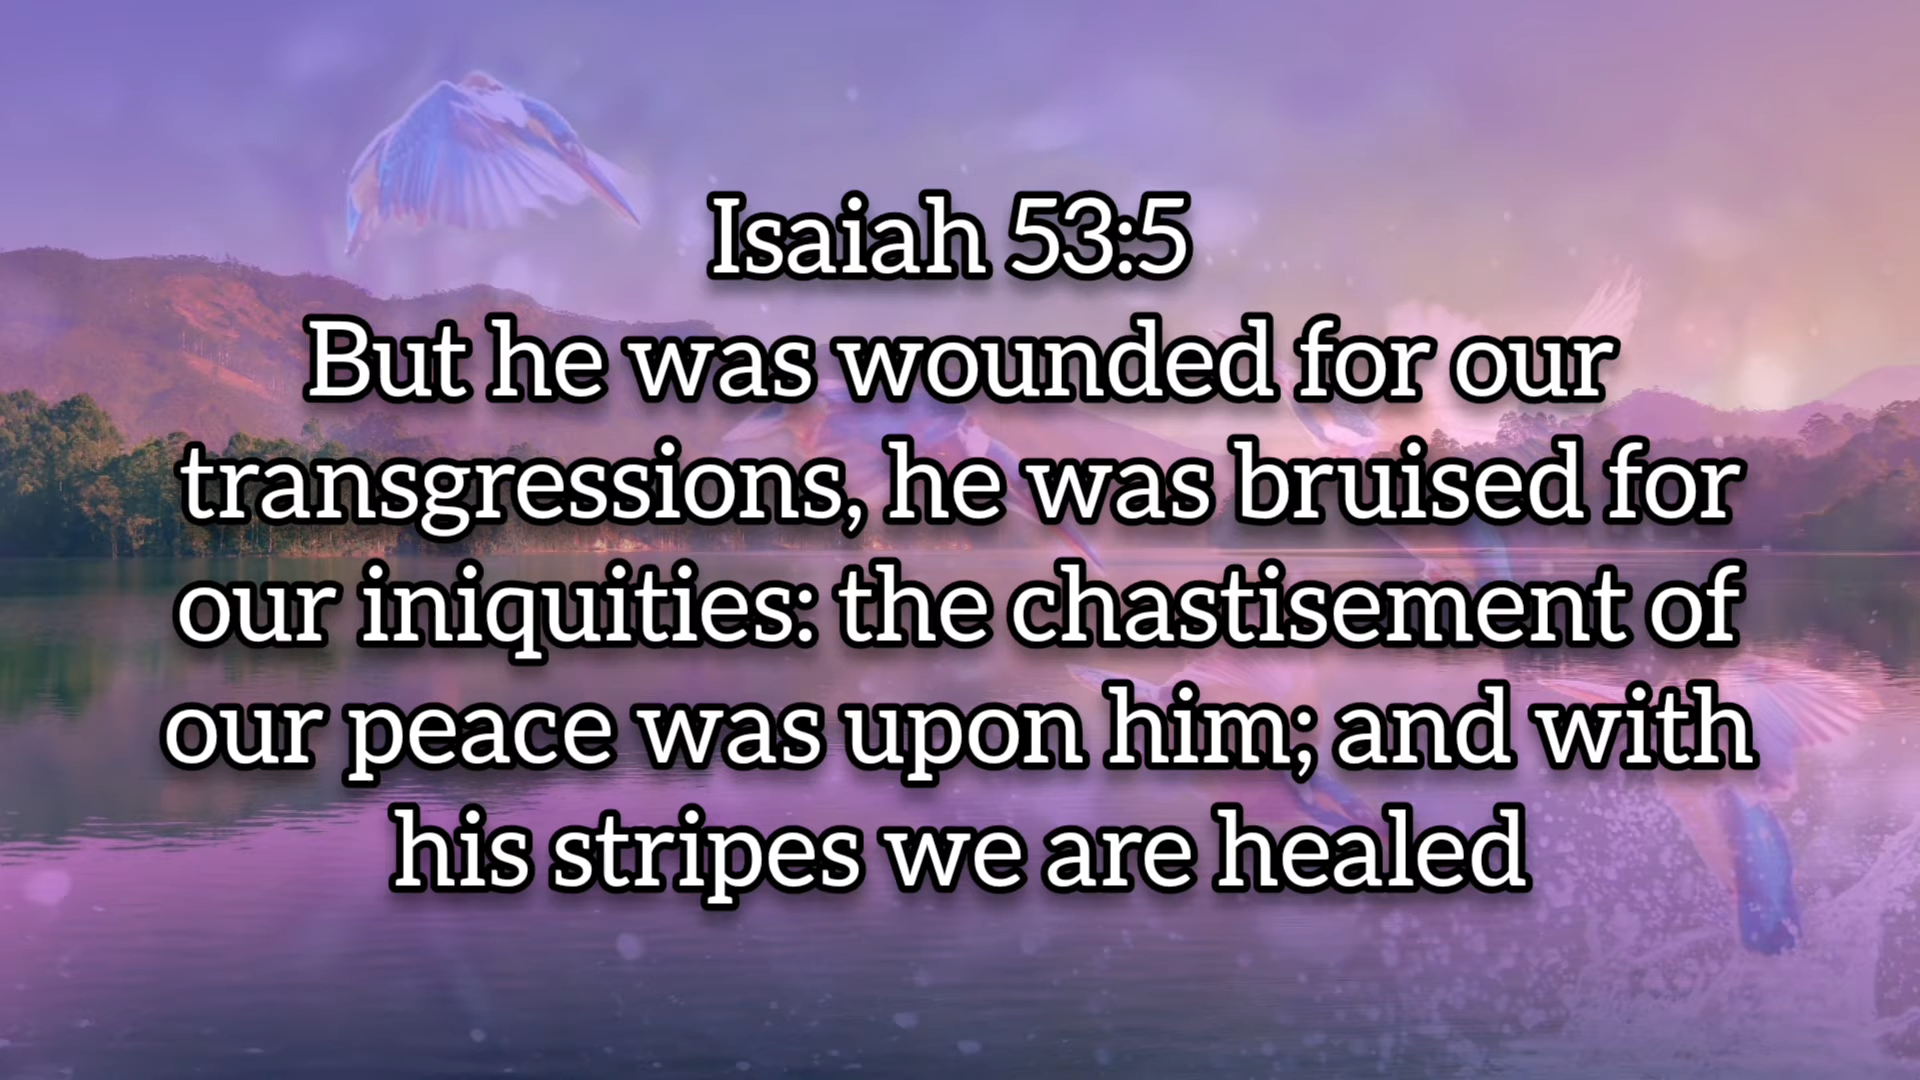 Isaiah 53:5
But he was wounded for our
transgressions, he was bruised for
our iniquities: the chastisement of
our peace was upon him; and with
his stripes we are healed